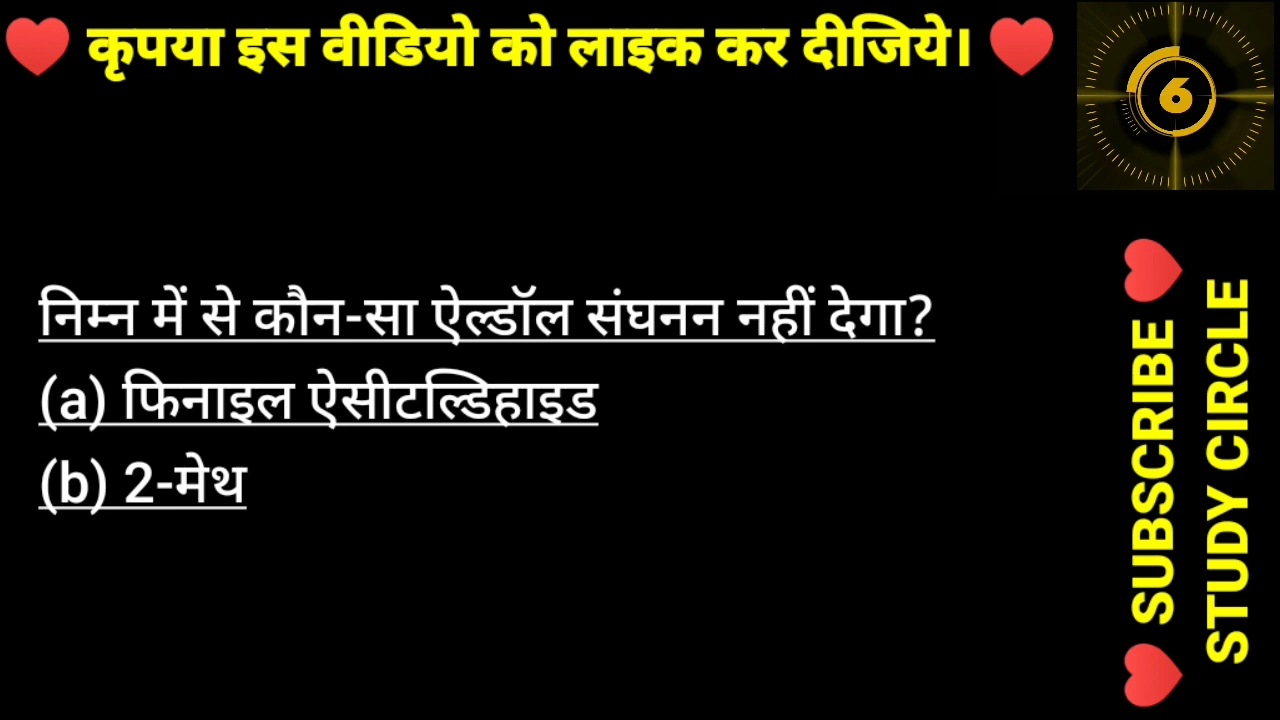 ♥ कृपया इस वीडियो को लाइक कर दीजिये। ♥
6
निम्न में से कौन-सा ऐल्डॉल संघनन नहीं देगा?
(a) फिनाइल ऐसीटल्डिहाइड
(b) 2-मेथ
♥ SUBSCRIBE ♥
STUDY CIRCLE